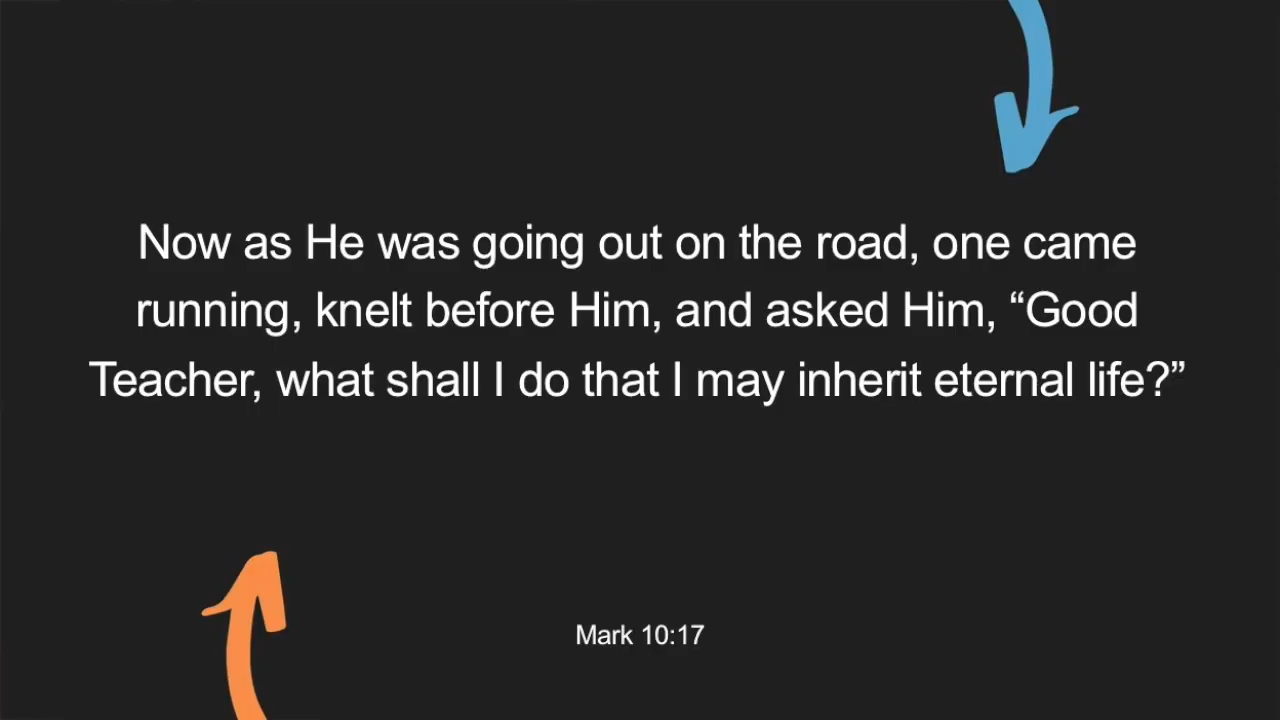 Now as He was going out on the road, one came
running, knelt before Him, and asked Him, “Good
Teacher, what shall I do that I may inherit eternal life?”
Mark 10:17